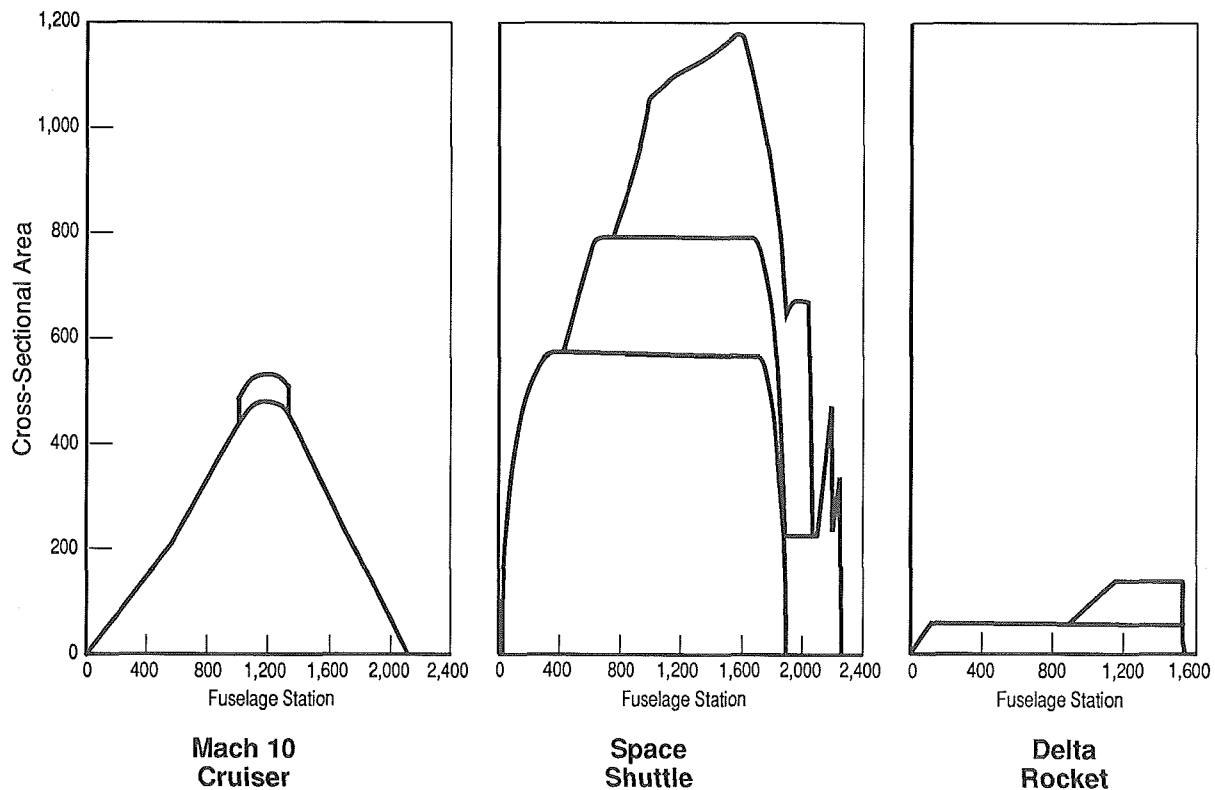 1,200
1,000
800
600
400
200
0
Cross-Sectional Area
0 400 800 1,200 1,600 2,000 2,400
Fuselage Station
Mach 10
Cruiser
0 400 800 1,200 1,600 2,000 2,400
Fuselage Station
Space
Shuttle
0 400 800 1,200 1,600
Fuselage Station
Delta
Rocket